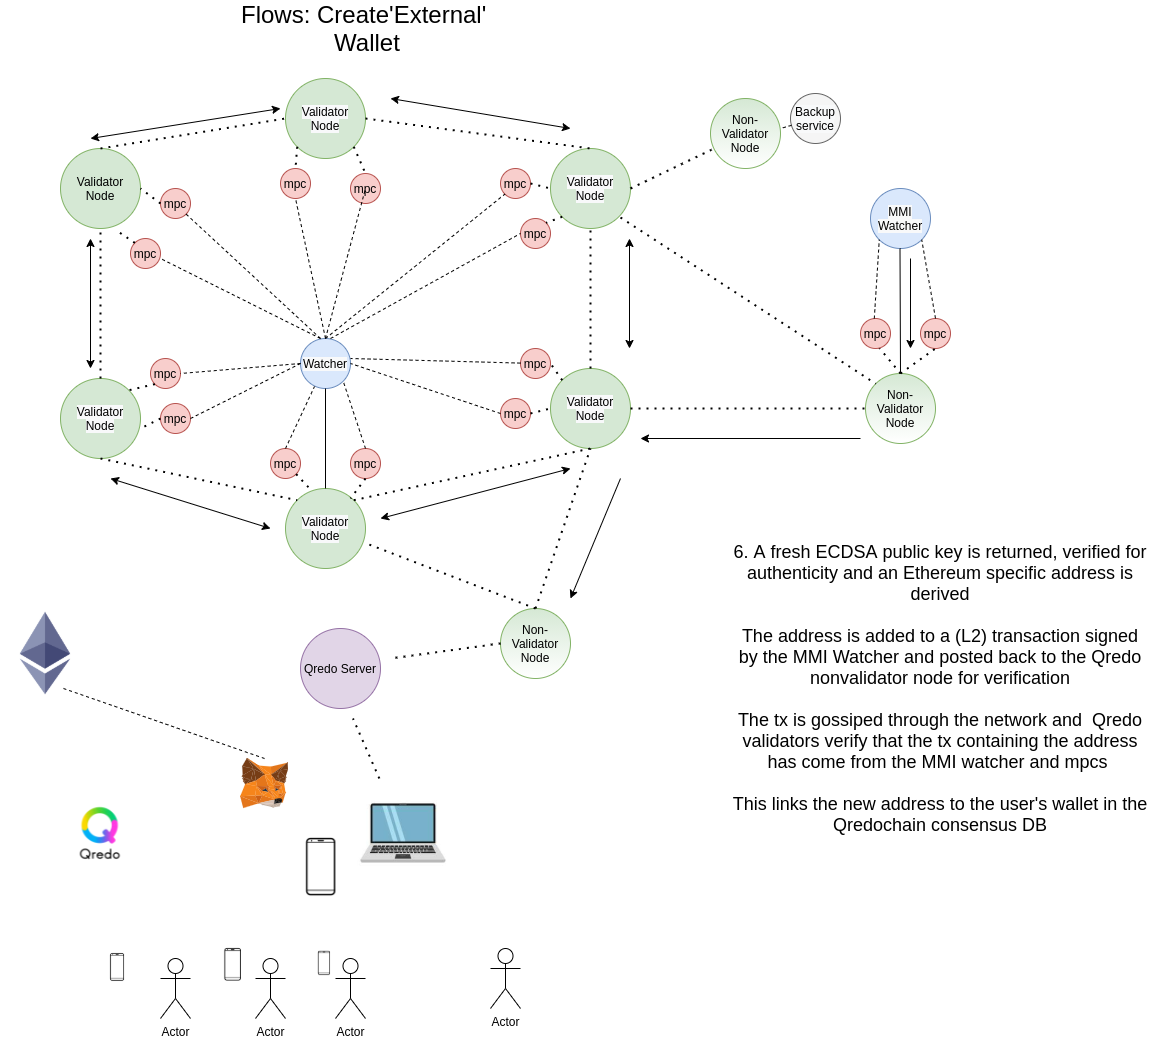 Flows: Create'External'
Wallet
Validator
Node
Non-
Validator
Node
Backup
service
Validator
Node
mpc
mpc
mpc
Validator
Node
mpc
mpc
mpc
MMI
Watcher
mpc
mpc
Watcher
mpc
mpc
Validator
Node
mpc
mpc
Validator
Node
Non-
Validator
Node
mpc
mpc
Validator
Node
6. A fresh ECDSA public key is returned, verified for
authenticity and an Ethereum specific address is
derived
The address is added to a (L2) transaction signed
by the MMI Watcher and posted back to the Qredo
nonvalidator node for verification
The tx is gossiped through the network and  Qredo
validators verify that the tx containing the address
has come from the MMI watcher and mpcs
This links the new address to the user's wallet in the
Qredochain consensus DB
Non-
Validator
Node
Qredo Server
Qredo
Actor
Actor
Actor
Actor